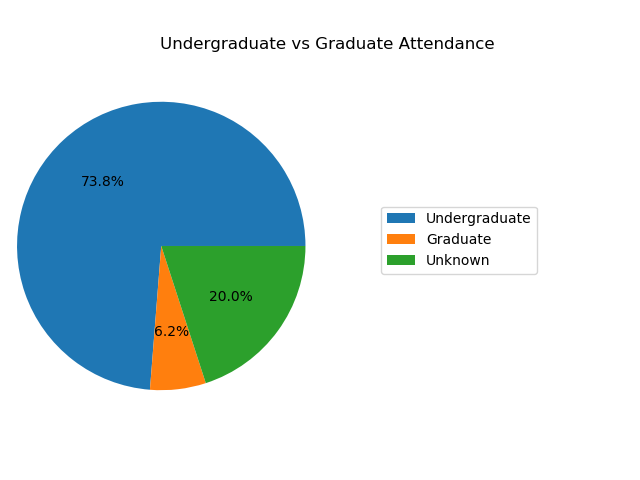 Undergraduate vs Graduate Attendance
73.8%
Undergraduate
Graduate
Unknown
20.0%
6.2%